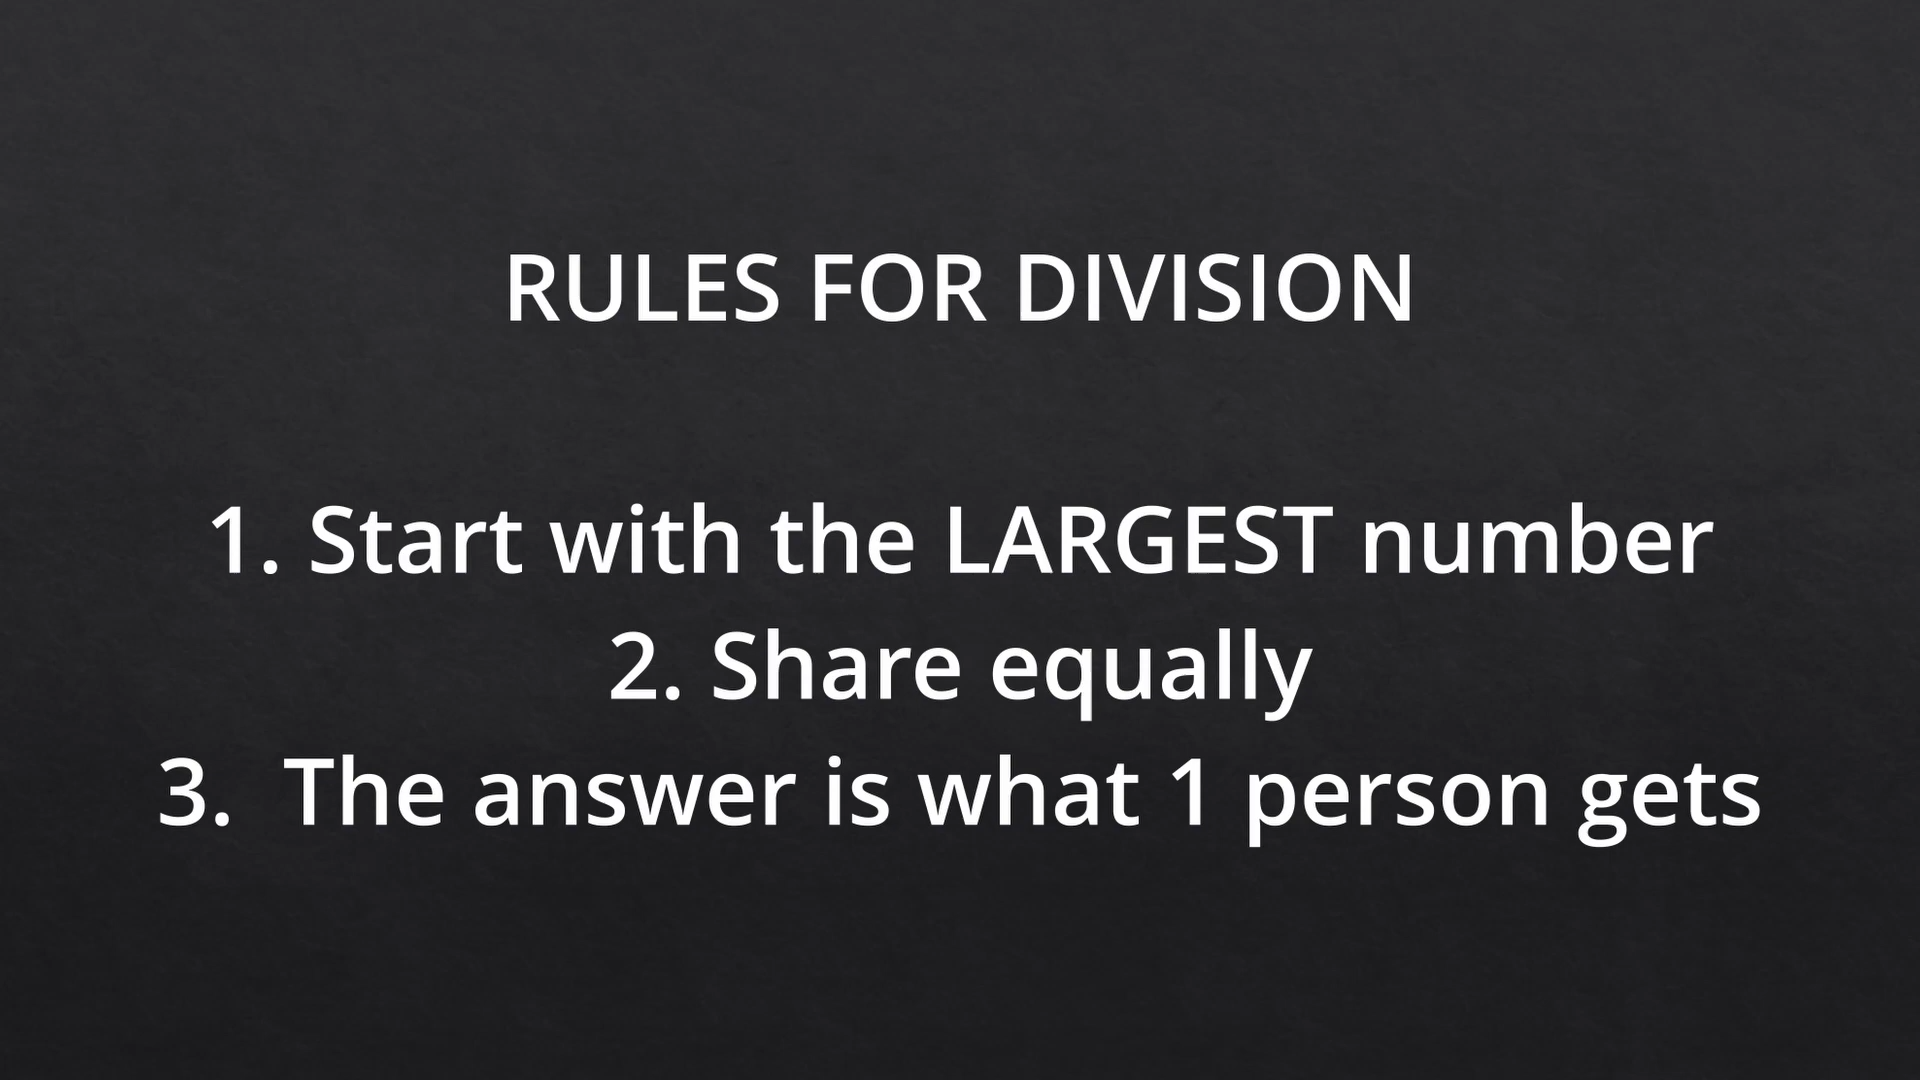 RULES FOR DIVISION
1. Start with the LARGEST number
2. Share equally
3.  The answer is what 1 person gets